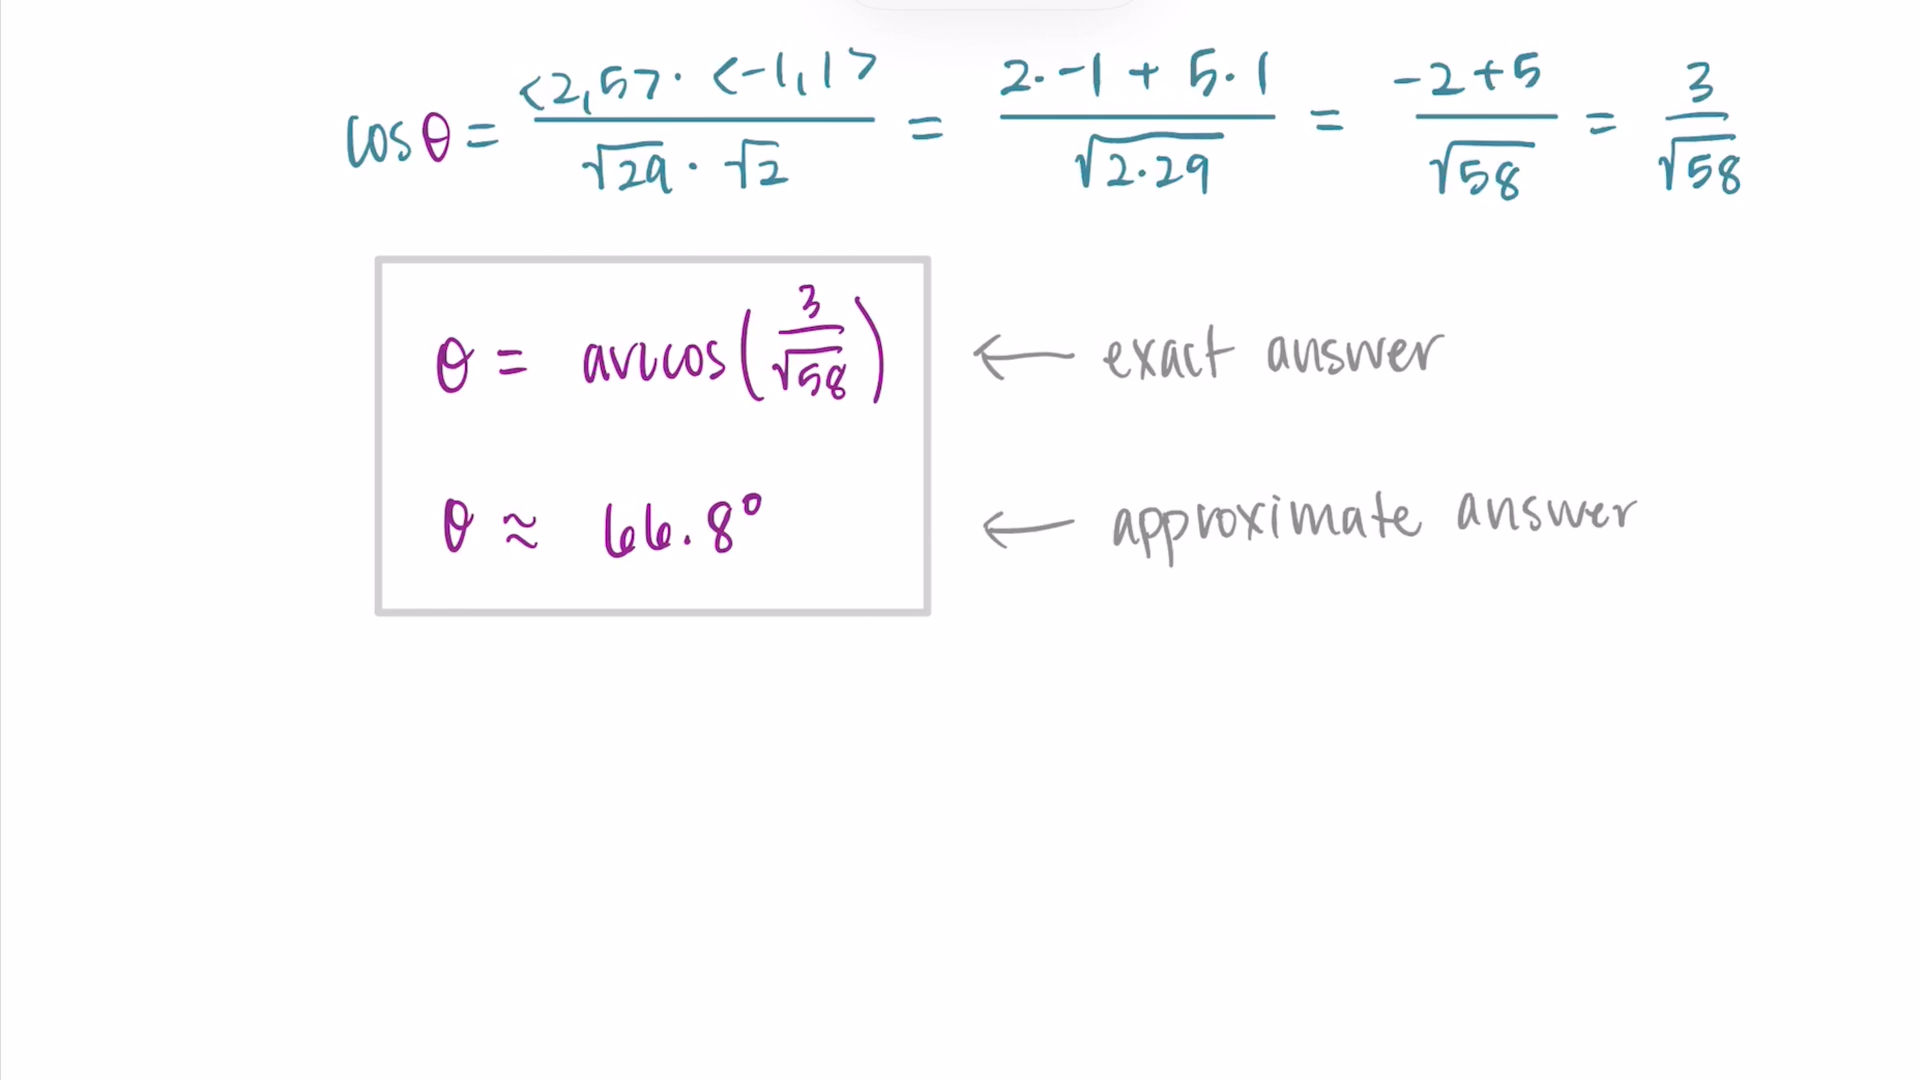 cos θ = <2,5> · <-1,1> / √29 · √2 = 2·-1 + 5·1 / √2·29 = -2+5 / √58 = 3 / √58
θ = arccos(3/√58) ← exact answer
θ ≈ 66.8° ← approximate answer